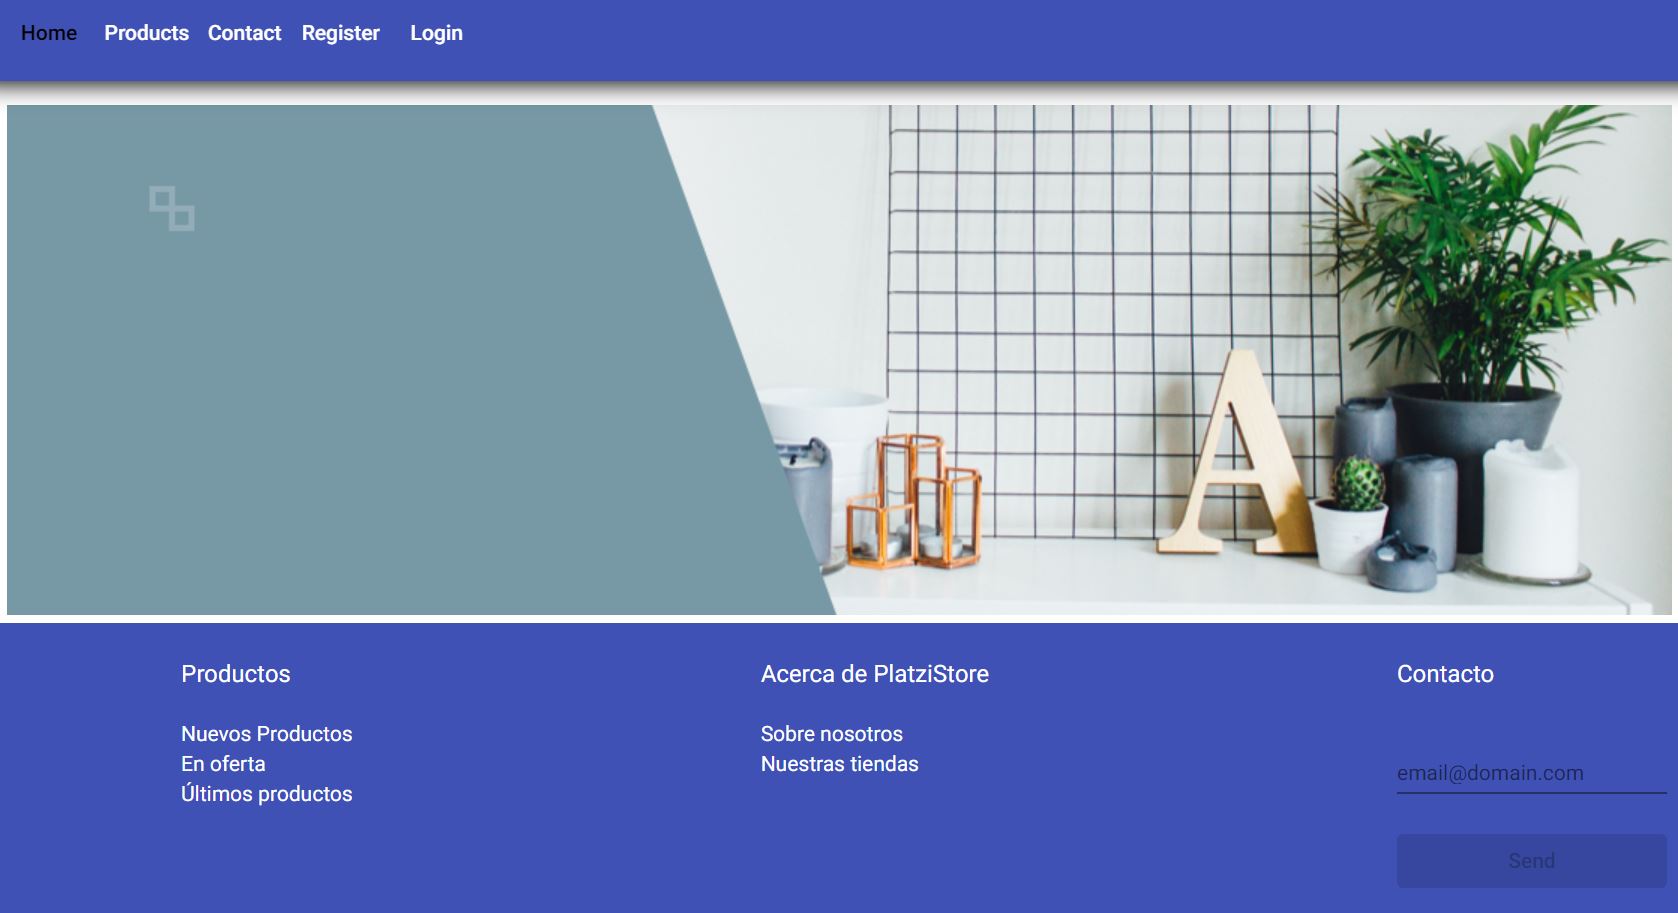 Home Products Contact Register Login
A
Productos
Nuevos Productos
En oferta
Últimos productos
Acerca de PlatziStore
Sobre nosotros
Nuestras tiendas
Contacto
email@domain.com
Send